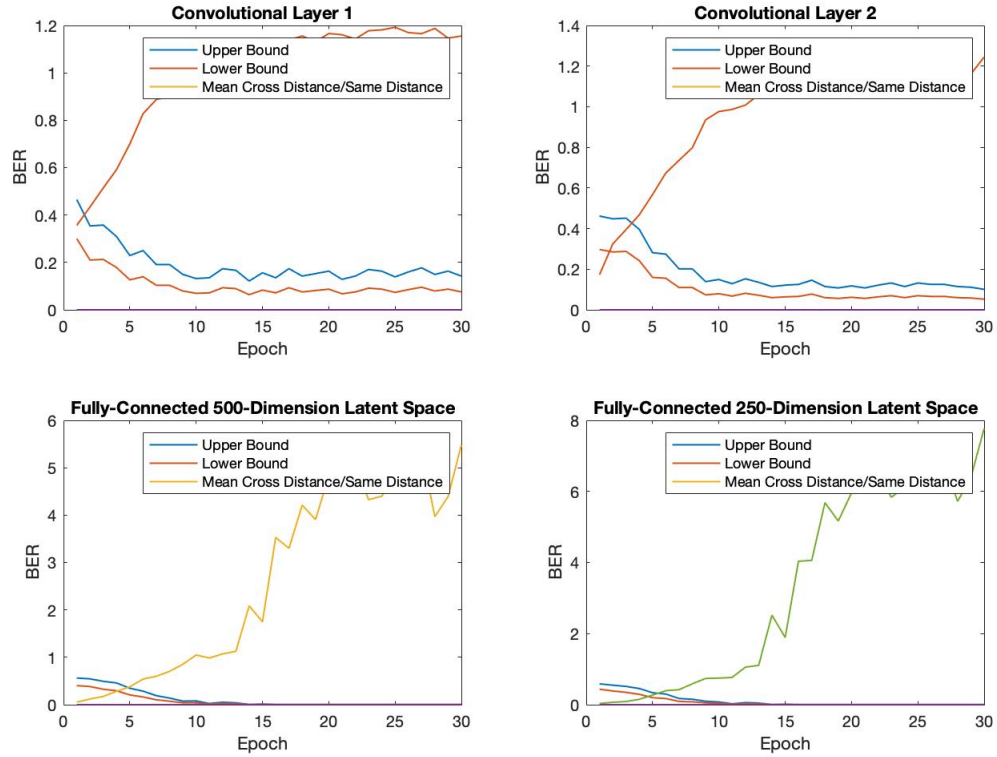 Convolutional Layer 1
1.2
1
0.8
0.6
0.4
0.2
0
BER
Upper Bound
Lower Bound
Mean Cross Distance/Same Distance
0 5 10 15 20 25 30
Epoch
Convolutional Layer 2
1.4
1.2
1
0.8
0.6
0.4
0.2
0
BER
Upper Bound
Lower Bound
Mean Cross Distance/Same Distance
0 5 10 15 20 25 30
Epoch
Fully-Connected 500-Dimension Latent Space
6
5
4
3
2
1
0
BER
Upper Bound
Lower Bound
Mean Cross Distance/Same Distance
0 5 10 15 20 25 30
Epoch
Fully-Connected 250-Dimension Latent Space
8
6
4
2
0
BER
Upper Bound
Lower Bound
Mean Cross Distance/Same Distance
0 5 10 15 20 25 30
Epoch